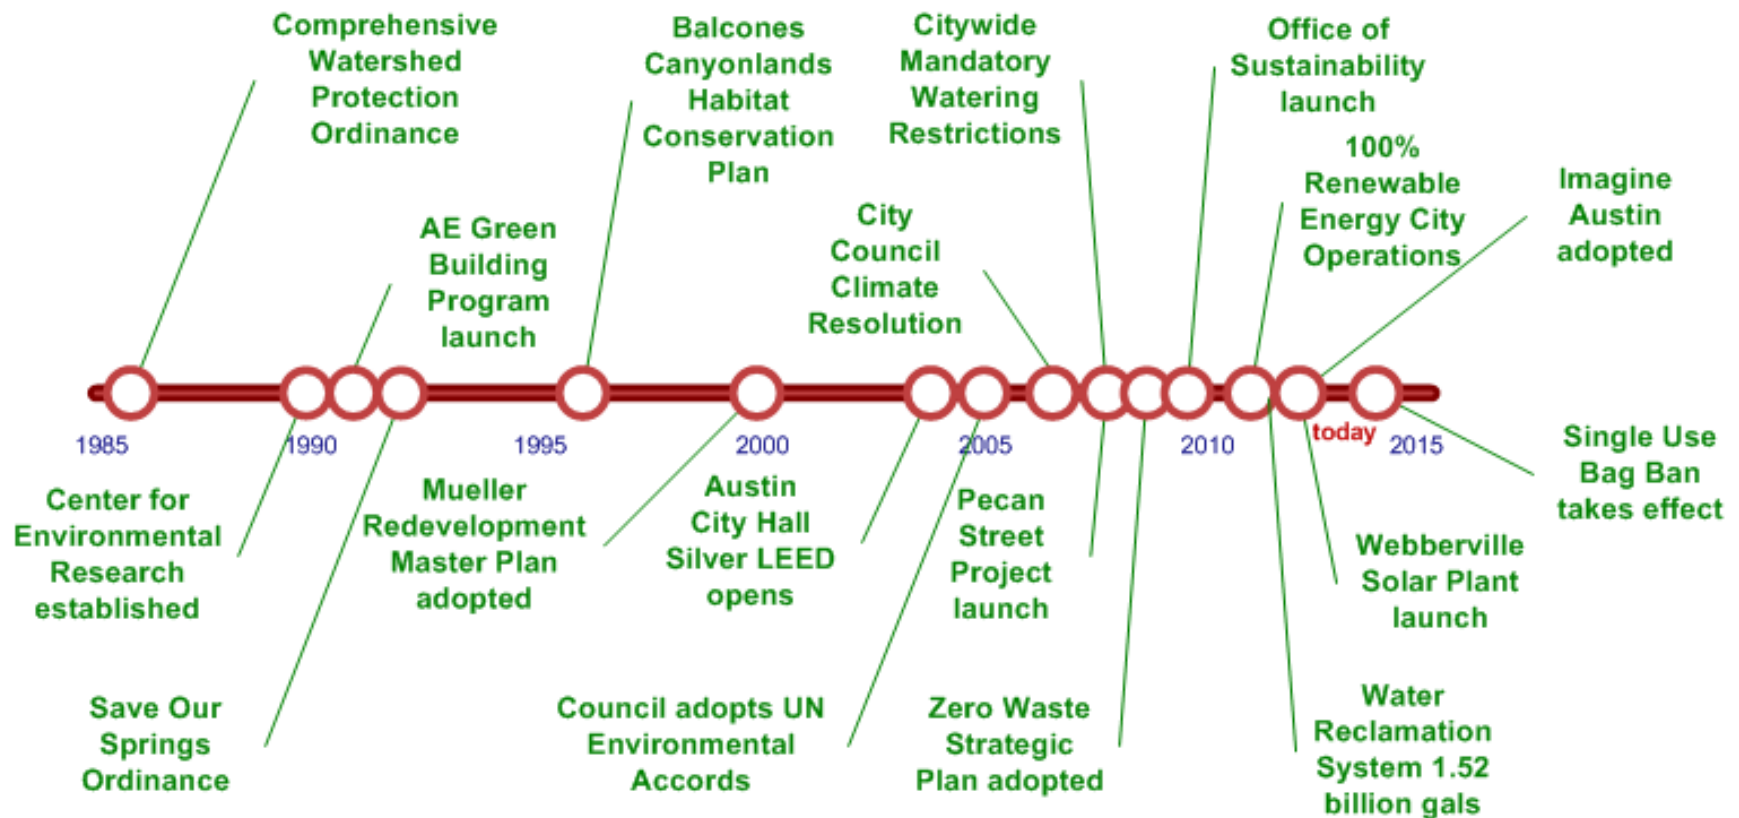 Comprehensive
Watershed
Protection
Ordinance
Balcones
Canyonlands
Habitat
Conservation
Plan
Citywide
Mandatory
Watering
Restrictions
Office of
Sustainability
launch
100%
Renewable
Energy City
Operations
Imagine
Austin
adopted
AE Green
Building
Program
launch
City
Council
Climate
Resolution
1985
1990
1995
2000
2005
2010
today
2015
Center for
Environmental
Research
established
Mueller
Redevelopment
Master Plan
adopted
Austin
City Hall
Silver LEED
opens
Pecan
Street
Project
launch
Single Use
Bag Ban
takes effect
Webberville
Solar Plant
launch
Save Our
Springs
Ordinance
Council adopts UN
Environmental
Accords
Zero Waste
Strategic
Plan adopted
Water
Reclamation
System 1.52
billion gals